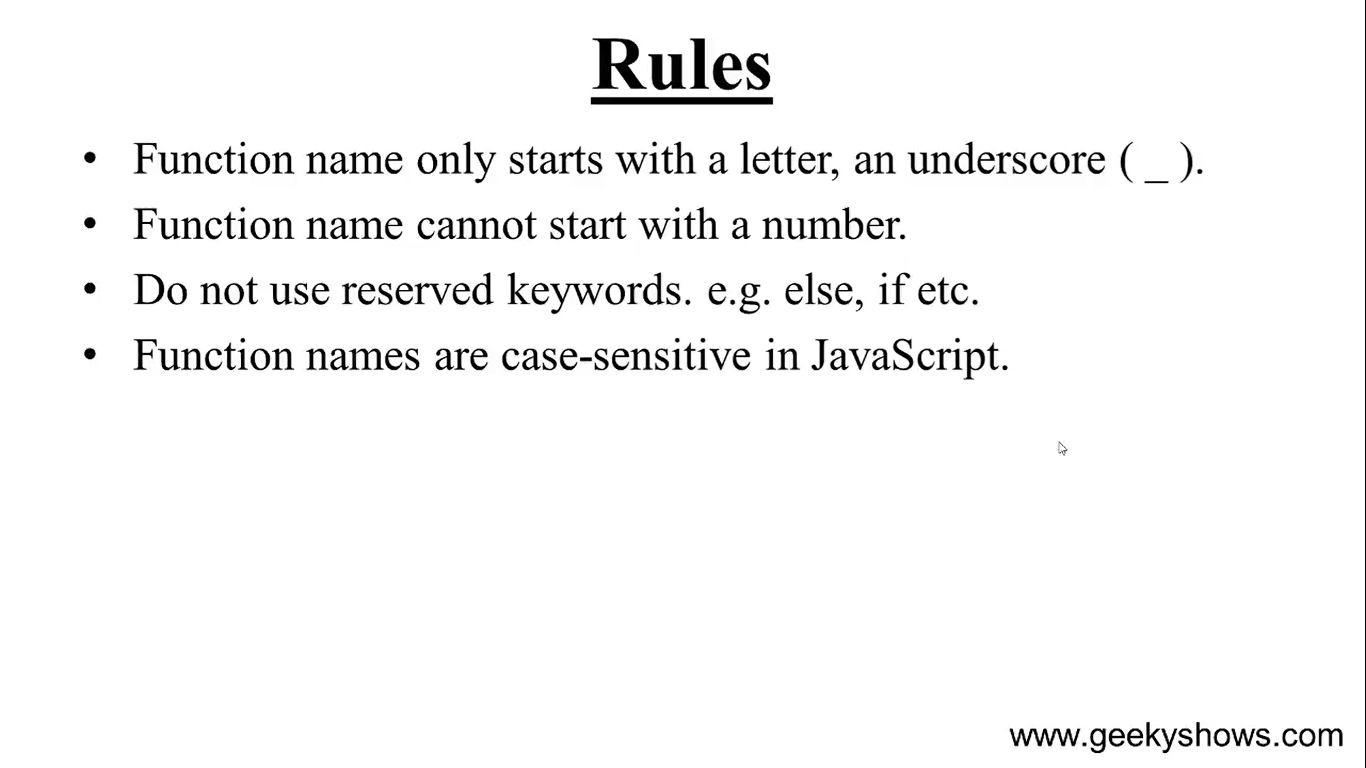 Rules
• Function name only starts with a letter, an underscore ( _ ).
• Function name cannot start with a number.
• Do not use reserved keywords. e.g. else, if etc.
• Function names are case-sensitive in JavaScript.
www.geekyshows.com